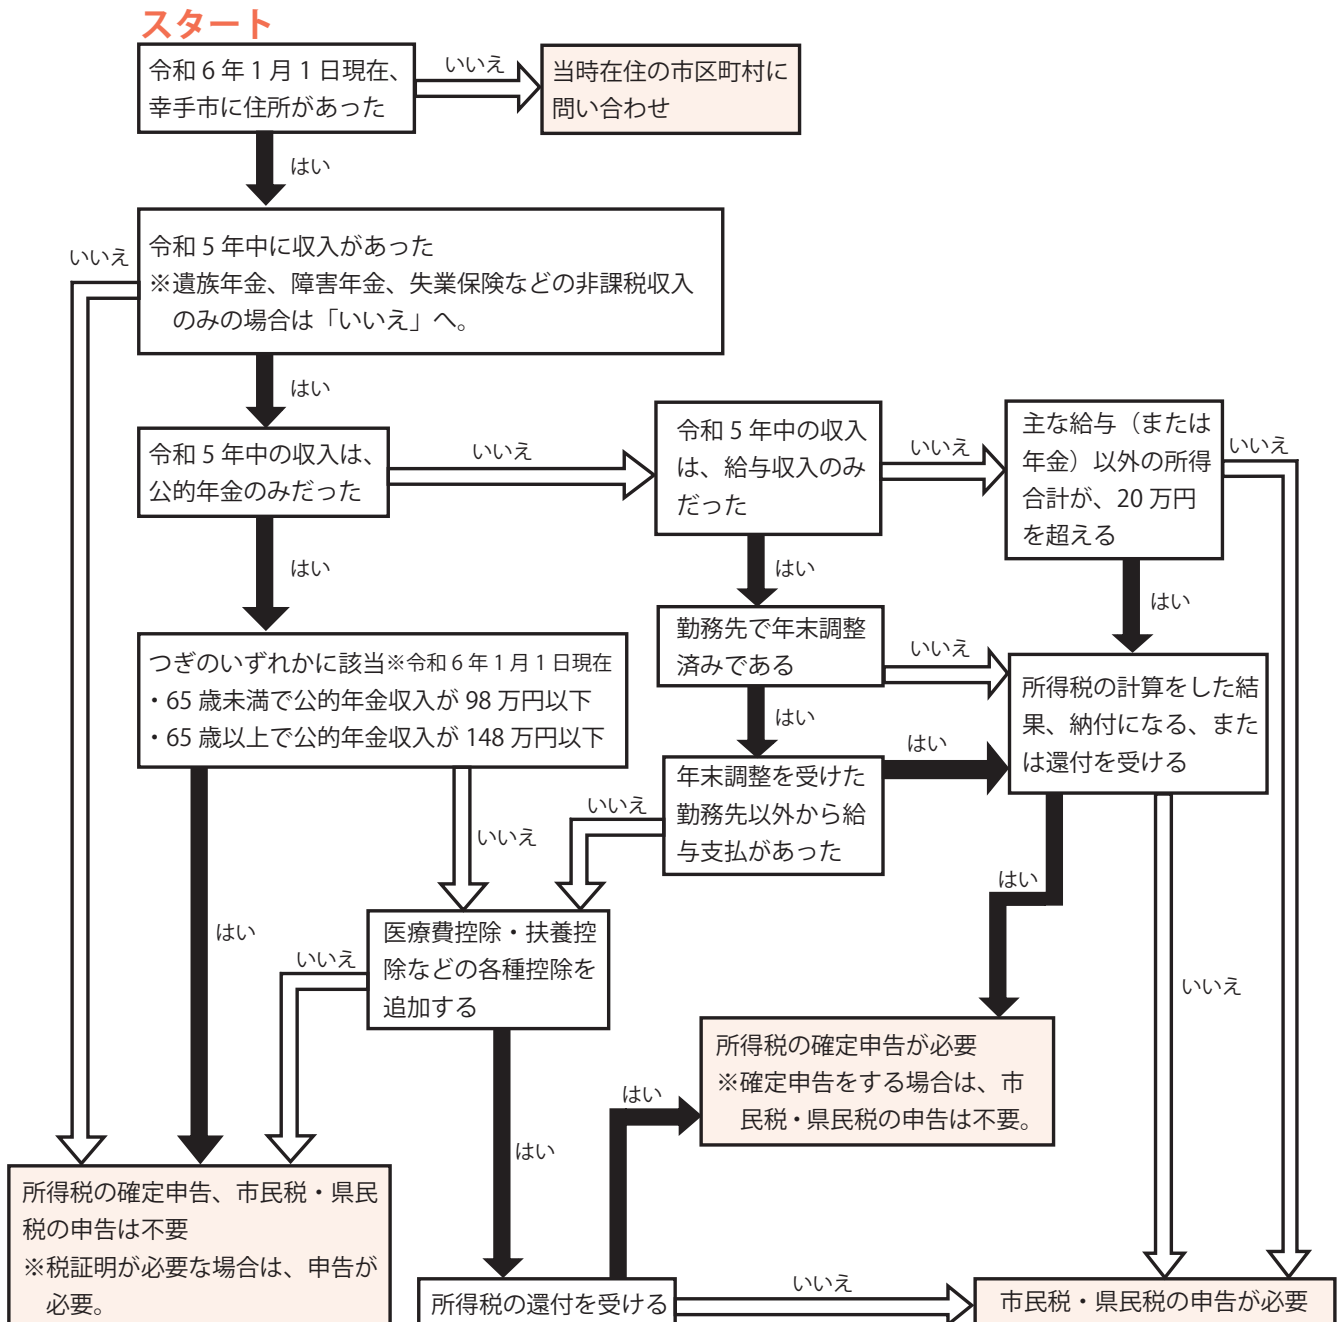 スタート
令和６年１月１日現在、
幸手市に住所があった
いいえ
当時在住の市区町村に
問い合わせ
はい
令和５年中に収入があった
※遺族年金、障害年金、失業保険などの非課税収入
のみの場合は「いいえ」へ。
いいえ
はい
令和５年中の収入は、
公的年金のみだった
いいえ
令和５年中の収入
は、給与収入のみ
だった
いいえ
主な給与（または
年金）以外の所得
合計が、20 万円
を超える
いいえ
はい
はい
はい
つぎのいずれかに該当※令和６年１月１日現在
・65 歳未満で公的年金収入が 98 万円以下
・65 歳以上で公的年金収入が 148 万円以下
勤務先で年末調整
済みである
いいえ
所得税の計算をした結
果、納付になる、また
は還付を受ける
はい
はい
年末調整を受けた
勤務先以外から給
与支払があった
いいえ
いいえ
はい
はい
いいえ
医療費控除・扶養控
除などの各種控除を
追加する
いいえ
はい
所得税の確定申告が必要
※確定申告をする場合は、市
民税・県民税の申告は不要。
はい
所得税の確定申告、市民税・県民
税の申告は不要
※税証明が必要な場合は、申告が
必要。
所得税の還付を受ける
いいえ
市民税・県民税の申告が必要